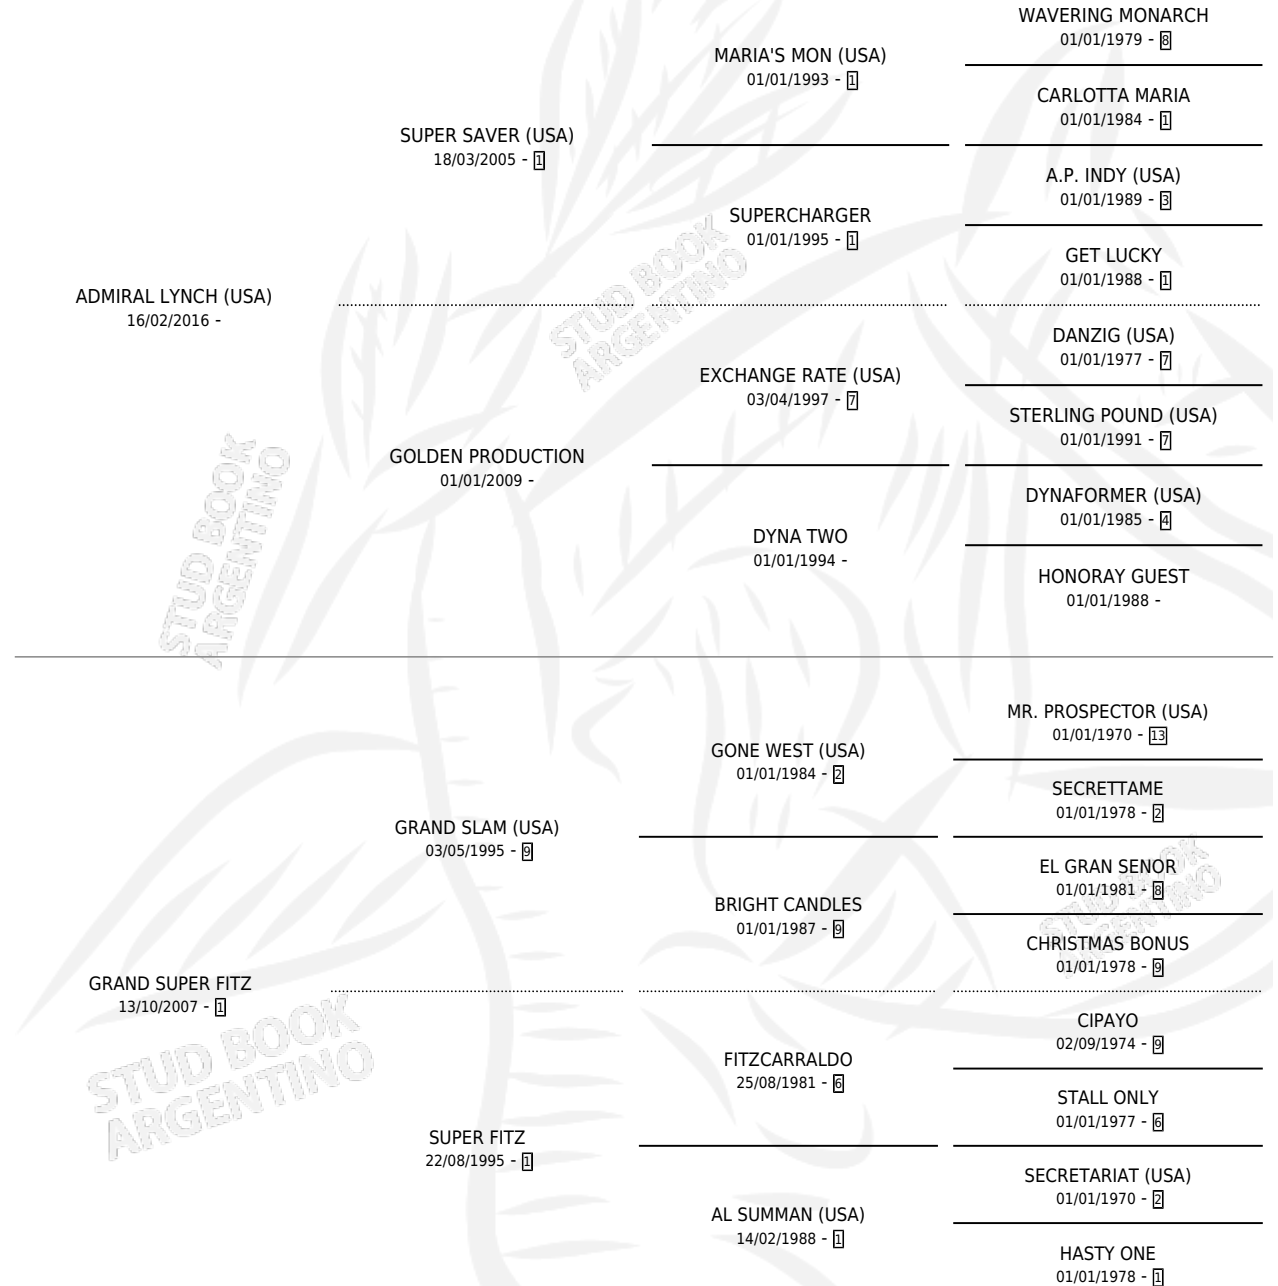 WAVERING MONARCH
01/01/1979 - 8
MARIA'S MON (USA)
01/01/1993 - 1
CARLOTTA MARIA
01/01/1984 - 1
SUPER SAVER (USA)
18/03/2005 - 1
A.P. INDY (USA)
01/01/1989 - 3
SUPERCHARGER
01/01/1995 - 1
GET LUCKY
01/01/1988 - 1
ADMIRAL LYNCH (USA)
16/02/2016 -
DANZIG (USA)
01/01/1977 - 7
EXCHANGE RATE (USA)
03/04/1997 - 7
STERLING POUND (USA)
01/01/1991 - 7
GOLDEN PRODUCTION
01/01/2009 -
DYNAFORMER (USA)
01/01/1985 - 4
DYNA TWO
01/01/1994 -
HONORAY GUEST
01/01/1988 -
MR. PROSPECTOR (USA)
01/01/1970 - 13
GONE WEST (USA)
01/01/1984 - 2
SECRETTAME
01/01/1978 - 2
GRAND SLAM (USA)
03/05/1995 - 9
EL GRAN SENOR
01/01/1981 - 8
BRIGHT CANDLES
01/01/1987 - 9
CHRISTMAS BONUS
01/01/1978 - 9
GRAND SUPER FITZ
13/10/2007 - 1
CIPAYO
02/09/1974 - 9
FITZCARRALDO
25/08/1981 - 6
STALL ONLY
01/01/1977 - 6
SUPER FITZ
22/08/1995 - 1
SECRETARIAT (USA)
01/01/1970 - 2
AL SUMMAN (USA)
14/02/1988 - 1
HASTY ONE
01/01/1978 - 1
STUD BOOK
ARGENTINO
STUD BOOK
ARGENTINO
STUD BOOK
ARGENTINO
STUD BOOK
ARGENTINO